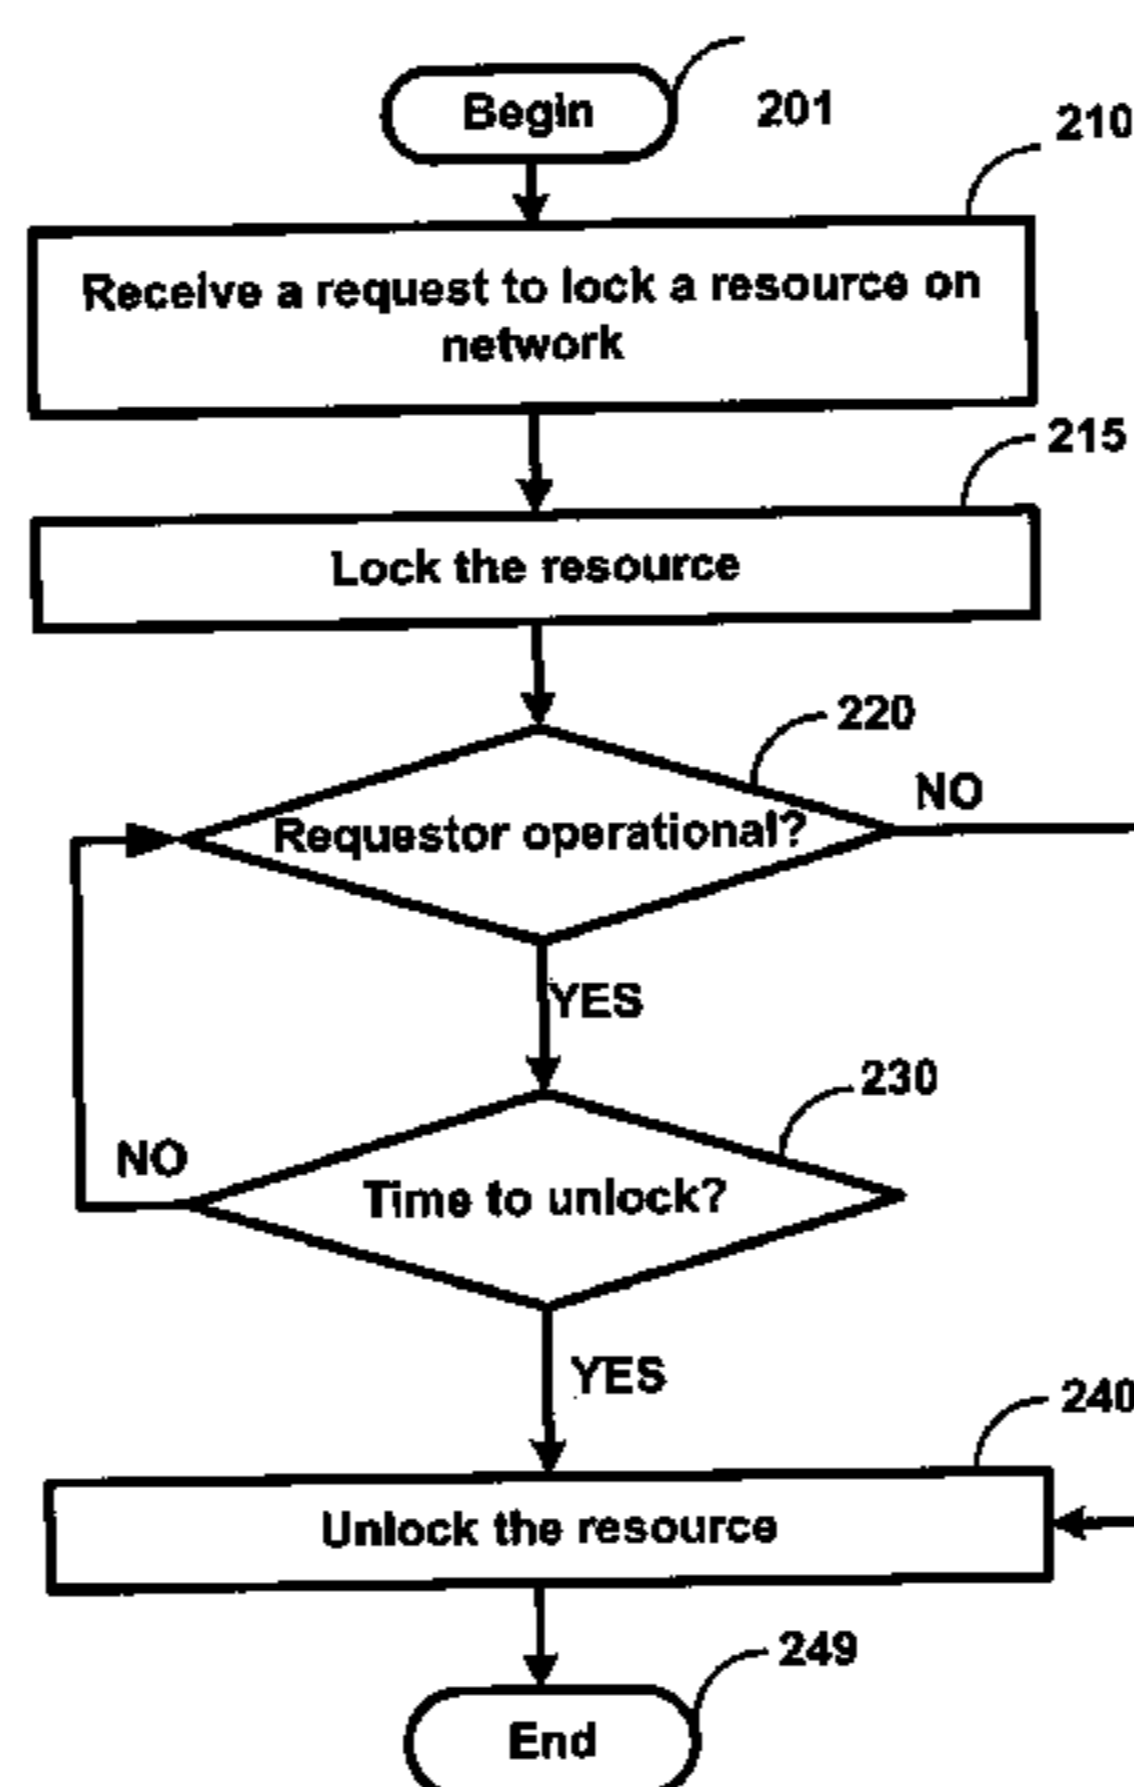 Begin
201
210
Receive a request to lock a resource on
network
215
Lock the resource
220
NO
Requestor operational?
YES
230
NO
Time to unlock?
YES
240
Unlock the resource
249
End